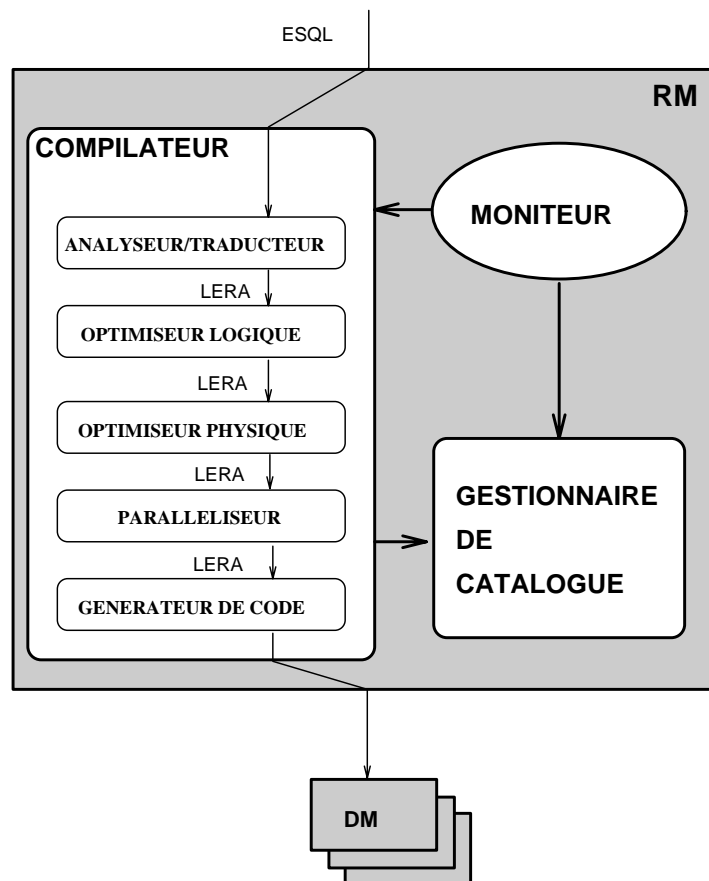 ESQL
RM
COMPILATEUR
MONITEUR
ANALYSEUR/TRADUCTEUR
LERA
OPTIMISEUR LOGIQUE
LERA
OPTIMISEUR PHYSIQUE
LERA
PARALLELISEUR
LERA
GENERATEUR DE CODE
GESTIONNAIRE
DE
CATALOGUE
DM